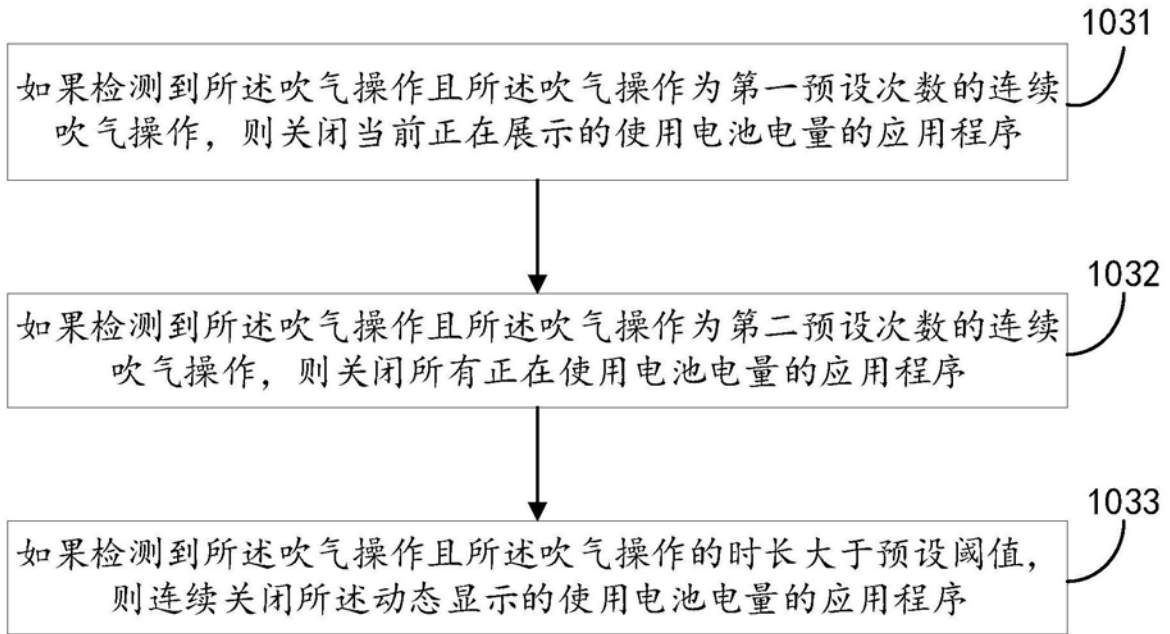 1031
如果检测到所述吹气操作且所述吹气操作为第一预设次数的连续
吹气操作，则关闭当前正在展示的使用电池电量的应用程序
1032
如果检测到所述吹气操作且所述吹气操作为第二预设次数的连续
吹气操作，则关闭所有正在使用电池电量的应用程序
1033
如果检测到所述吹气操作且所述吹气操作的时长大于预设阈值，
则连续关闭所述动态显示的使用电池电量的应用程序